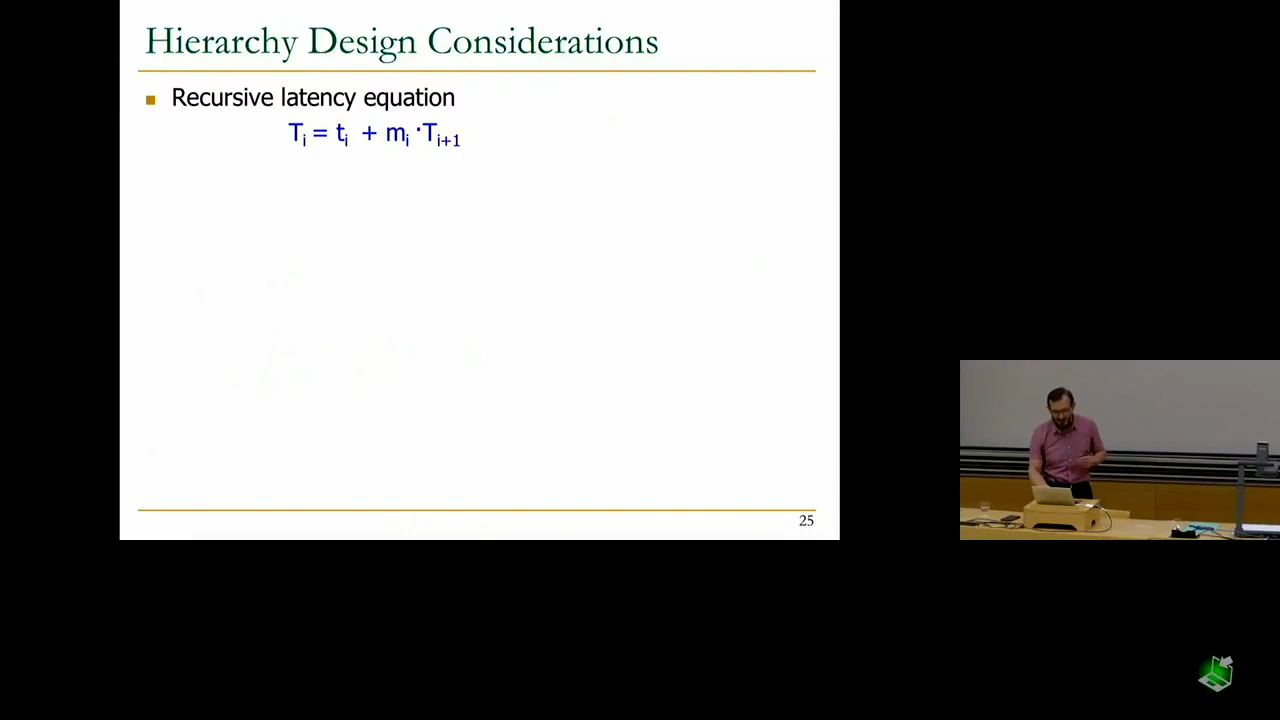 Hierarchy Design Considerations
Recursive latency equation
Tᵢ = tᵢ + mᵢ ·Tᵢ₊₁
25